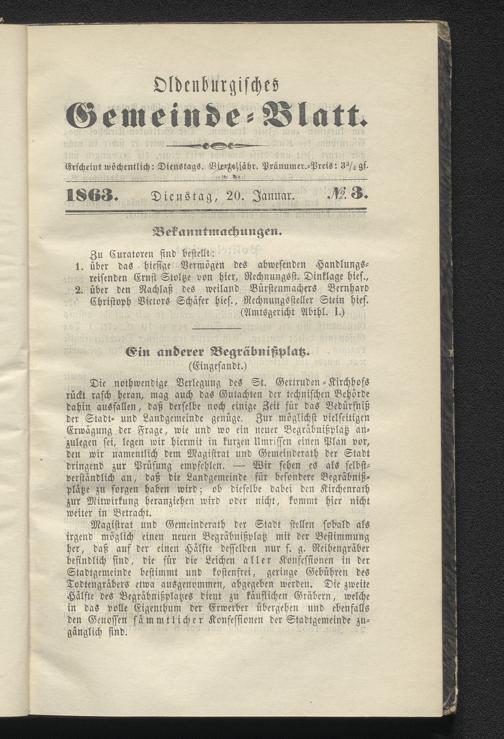 Oldenburgisches
Gemeinde-Blatt.
Erscheint wöchentlich: Dienstags. Vierteljähr. Pränumer.-Preis: 3¾ gf.
1863. Dienstag, 20. Januar. № 3.
Bekanntmachungen.
Zu Curatoren sind bestellt:
1. über das hiesige Vermögen des abwesenden Handlungs-
reisenden Ernst Stoltze von hier, Rechnungsst. Dinklage hies.,
2. über den Nachlaß des weiland Bürstenmachers Bernhard
Christoph Vietors Schäfer hies., Rechnungssteller Stein hies.
(Amtsgericht Abthl. I.)
Ein anderer Begräbnißplatz.
(Eingesandt.)
Die nothwendige Verlegung des St. Gertruden-Kirchhofs
rückt rasch heran, mag auch das Gutachten der technischen Behörde
dahin ausfallen, daß derselbe noch einige Zeit für das Bedürfniß
der Stadt- und Landgemeinde genüge. Zur möglichst vielseitigen
Erwägung der Frage, wie und wo ein neuer Begräbnißplatz an-
zulegen sei, legen wir hiermit in kurzen Umrissen einen Plan vor,
den wir namentlich dem Magistrat und Gemeinderath der Stadt
dringend zur Prüfung empfehlen. — Wir sehen es als selbst-
verständlich an, daß die Landgemeinde für besondere Begräbniß-
plätze zu sorgen haben wird; ob dieselbe dabei den Kirchenrath
zur Mitwirkung heranziehen wird oder nicht, kommt hier nicht
weiter in Betracht.
Magistrat und Gemeinderath der Stadt stellen sobald als
irgend möglich einen neuen Begräbnißplatz mit der Bestimmung
her, daß auf der einen Hälfte desselben nur s. g. Reihengräber
befindlich sind, die für die Leichen aller Konfessionen in der
Stadtgemeinde bestimmt und kostenfrei, geringe Gebühren des
Todtengräbers etwa ausgenommen, abgegeben werden. Die zweite
Hälfte des Begräbnißplatzes dient zu käuflichen Gräbern, welche
in das volle Eigenthum der Erwerber übergehen und ebenfalls
den Genossen sämmtlicher Konfessionen der Stadtgemeinde zu-
gänglich sind.